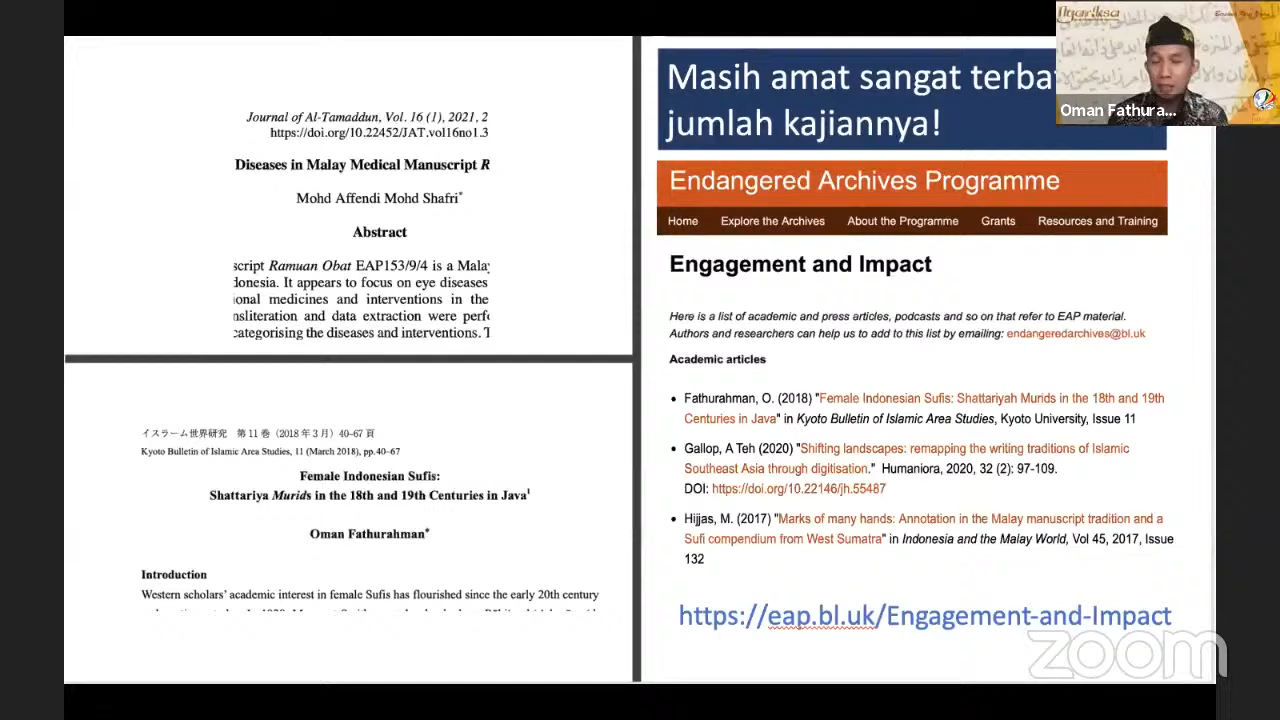 Journal of Al-Tamaddun, Vol. 16 (1), 2021, 2
https://doi.org/10.22452/JAT.vol16no1.3
Diseases in Malay Medical Manuscript R
Mohd Affendi Mohd Shafri*
Abstract
script Ramuan Obat EAP153/9/4 is a Malay
donesia. It appears to focus on eye diseases
ional medicines and interventions in the
nsliteration and data extraction were perfo
categorising the diseases and interventions. T
イスラーム世界研究 第 11 巻（2018 年 3 月）40–67 頁
Kyoto Bulletin of Islamic Area Studies, 11 (March 2018), pp.40–67
Female Indonesian Sufis:
Shattariya Murids in the 18th and 19th Centuries in Java1
Oman Fathurahman*
Introduction
Western scholars' academic interest in female Sufis has flourished since the early 20th century
Masih amat sangat terba
jumlah kajiannya!
Endangered Archives Programme
Home Explore the Archives About the Programme Grants Resources and Training
Engagement and Impact
Here is a list of academic and press articles, podcasts and so on that refer to EAP material.
Authors and researchers can help us to add to this list by emailing: endangeredarchives@bl.uk
Academic articles
• Fathurahman, O. (2018) "Female Indonesian Sufis: Shattariyah Murids in the 18th and 19th
Centuries in Java" in Kyoto Bulletin of Islamic Area Studies, Kyoto University, Issue 11
• Gallop, A Teh (2020) "Shifting landscapes: remapping the writing traditions of Islamic
Southeast Asia through digitisation." Humaniora, 2020, 32 (2): 97-109.
DOI: https://doi.org/10.22146/jh.55487
• Hijjas, M. (2017) "Marks of many hands: Annotation in the Malay manuscript tradition and a
Sufi compendium from West Sumatra" in Indonesia and the Malay World, Vol 45, 2017, Issue
132
https://eap.bl.uk/Engagement-and-Impact
zoom
Ngariksa
Oman Fathura...